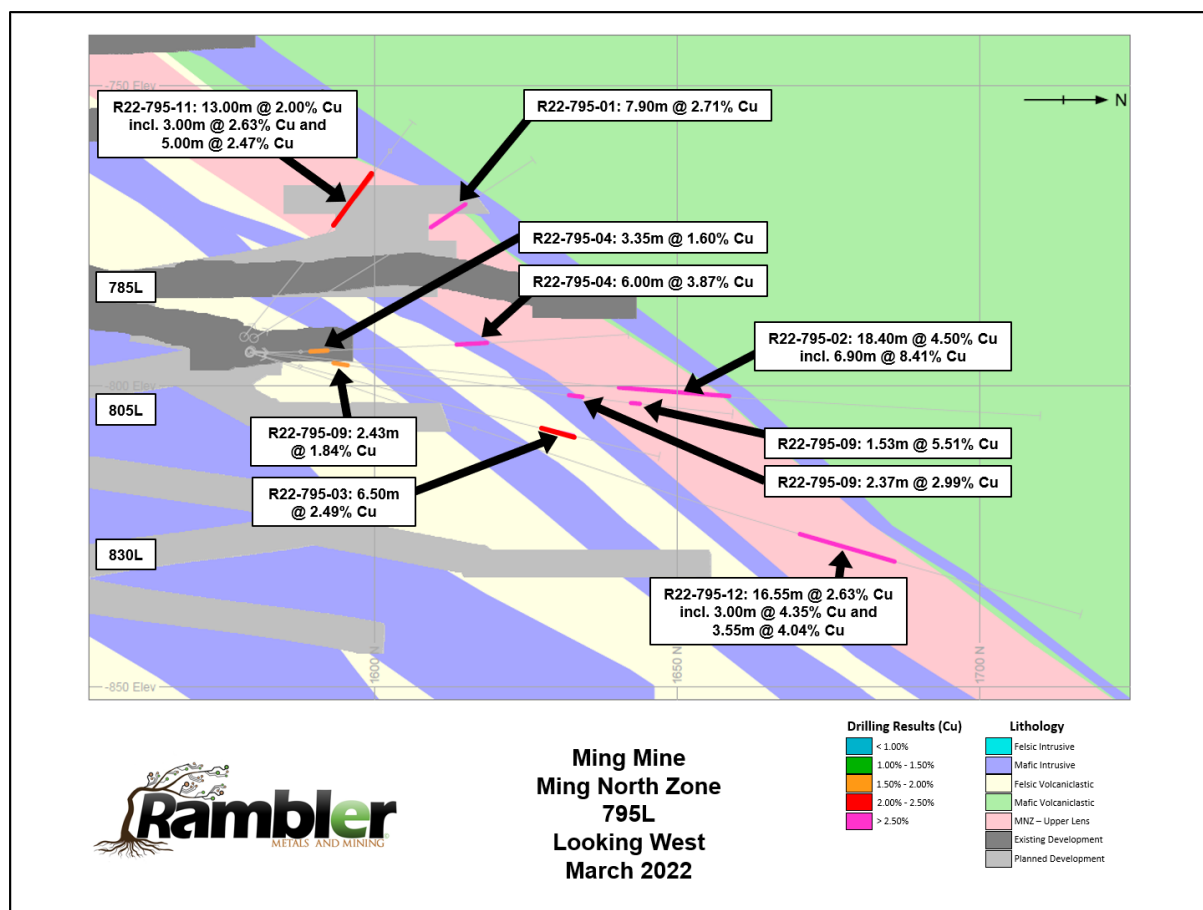 -750 Elev
R22-795-11: 13.00m @ 2.00% Cu
incl. 3.00m @ 2.63% Cu and
5.00m @ 2.47% Cu
R22-795-01: 7.90m @ 2.71% Cu
N
R22-795-04: 3.35m @ 1.60% Cu
R22-795-04: 6.00m @ 3.87% Cu
785L
R22-795-02: 18.40m @ 4.50% Cu
incl. 6.90m @ 8.41% Cu
-800 Elev
805L
R22-795-09: 2.43m
@ 1.84% Cu
R22-795-09: 1.53m @ 5.51% Cu
R22-795-09: 2.37m @ 2.99% Cu
R22-795-03: 6.50m
@ 2.49% Cu
830L
R22-795-12: 16.55m @ 2.63% Cu
incl. 3.00m @ 4.35% Cu and
3.55m @ 4.04% Cu
1600 N
1650 N
1700 N
-850 Elev
Rambler
METALS AND MINING
Ming Mine
Ming North Zone
795L
Looking West
March 2022
Drilling Results (Cu)
< 1.00%
1.00% - 1.50%
1.50% - 2.00%
2.00% - 2.50%
> 2.50%
Lithology
Felsic Intrusive
Mafic Intrusive
Felsic Volcaniclastic
Mafic Volcaniclastic
MNZ – Upper Lens
Existing Development
Planned Development